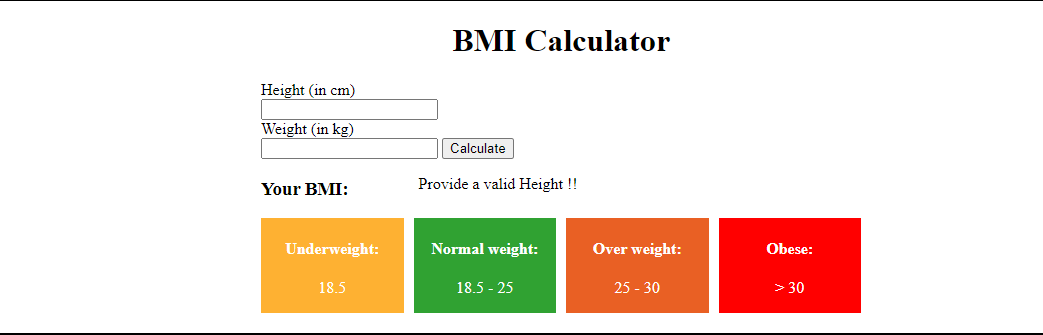 BMI Calculator
Height (in cm)
Weight (in kg)
Calculate
Your BMI: Provide a valid Height !!
Underweight: Normal weight: Over weight: Obese:
18.5 18.5 - 25 25 - 30 > 30